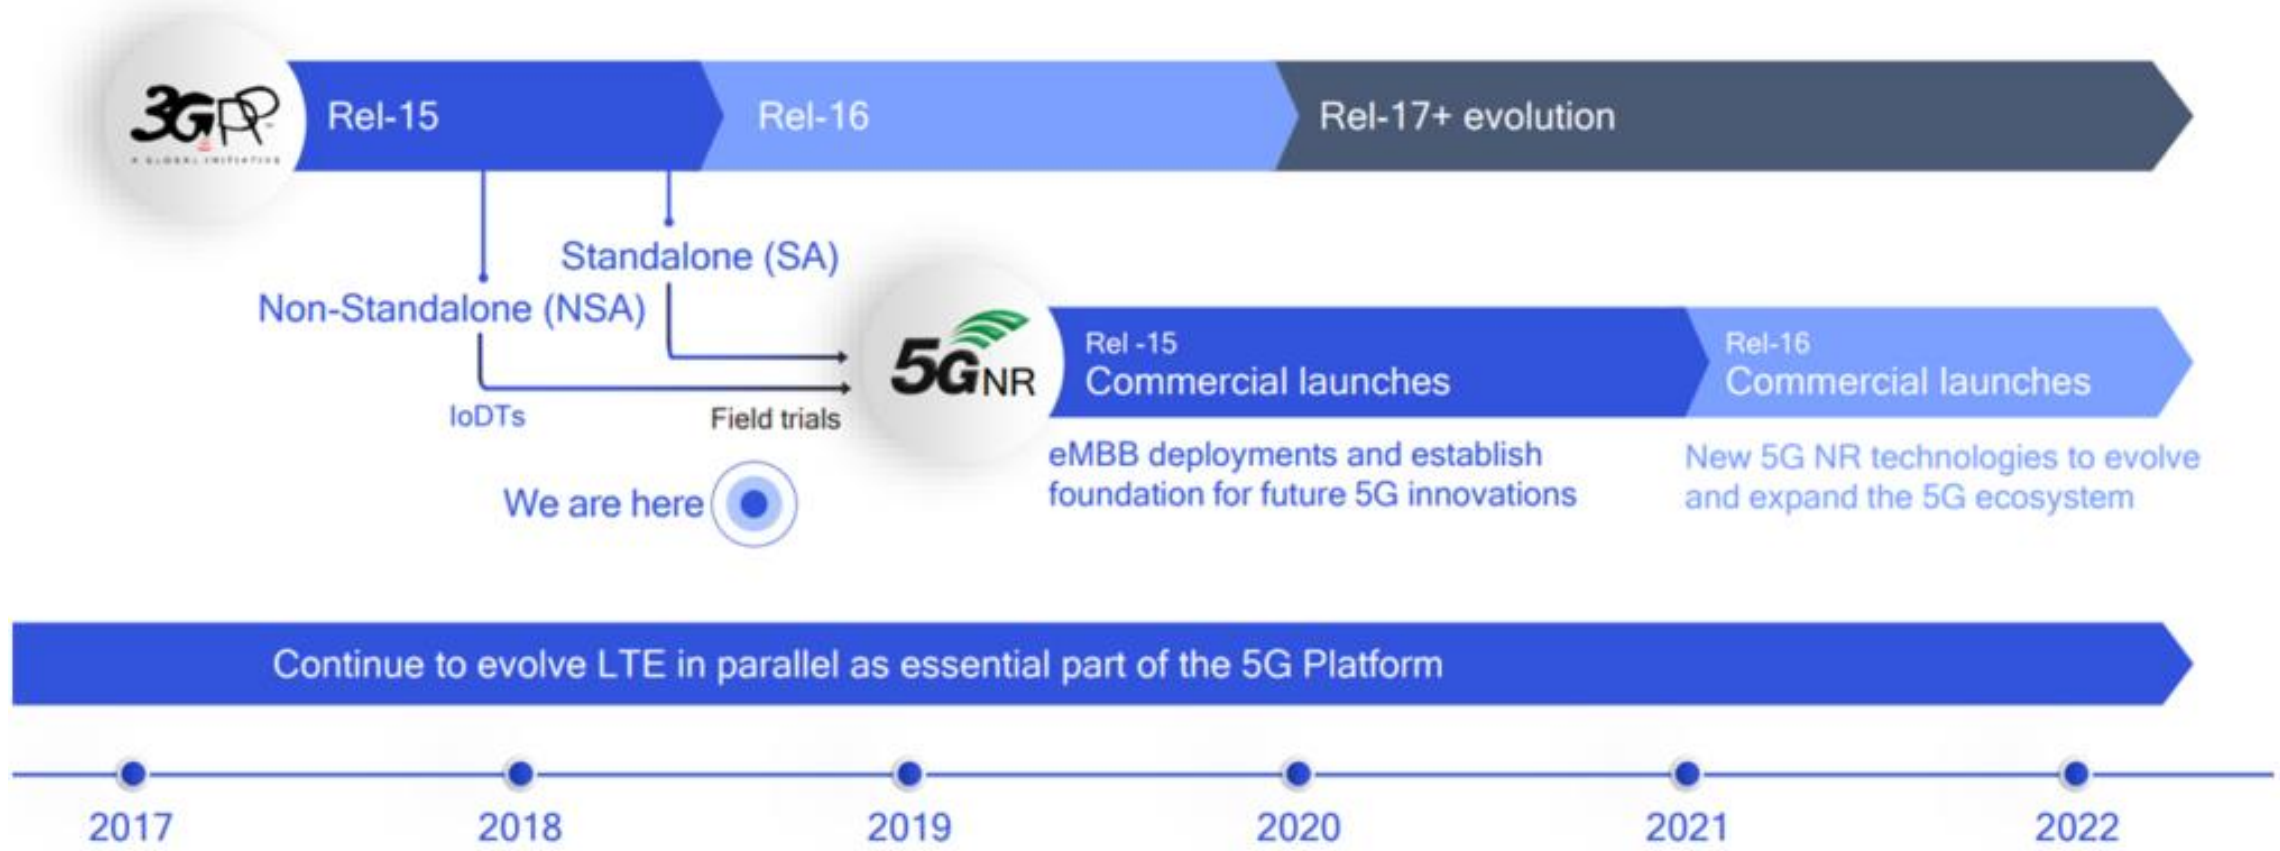 3GPP
A GLOBAL INITIATIVE
Rel-15
Rel-16
Rel-17+ evolution
Standalone (SA)
Non-Standalone (NSA)
5GNR
Rel -15
Commercial launches
Rel-16
Commercial launches
IoDTs
Field trials
eMBB deployments and establish
foundation for future 5G innovations
New 5G NR technologies to evolve
and expand the 5G ecosystem
We are here
Continue to evolve LTE in parallel as essential part of the 5G Platform
2017
2018
2019
2020
2021
2022